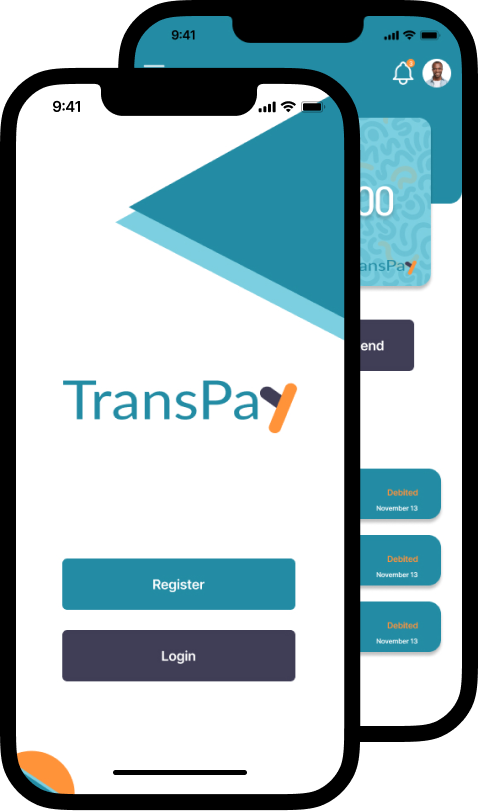 9:41
TransPay
Register
Login
9:41
00
ansPay
end
Debited
November 13
Debited
November 13
Debited
November 13